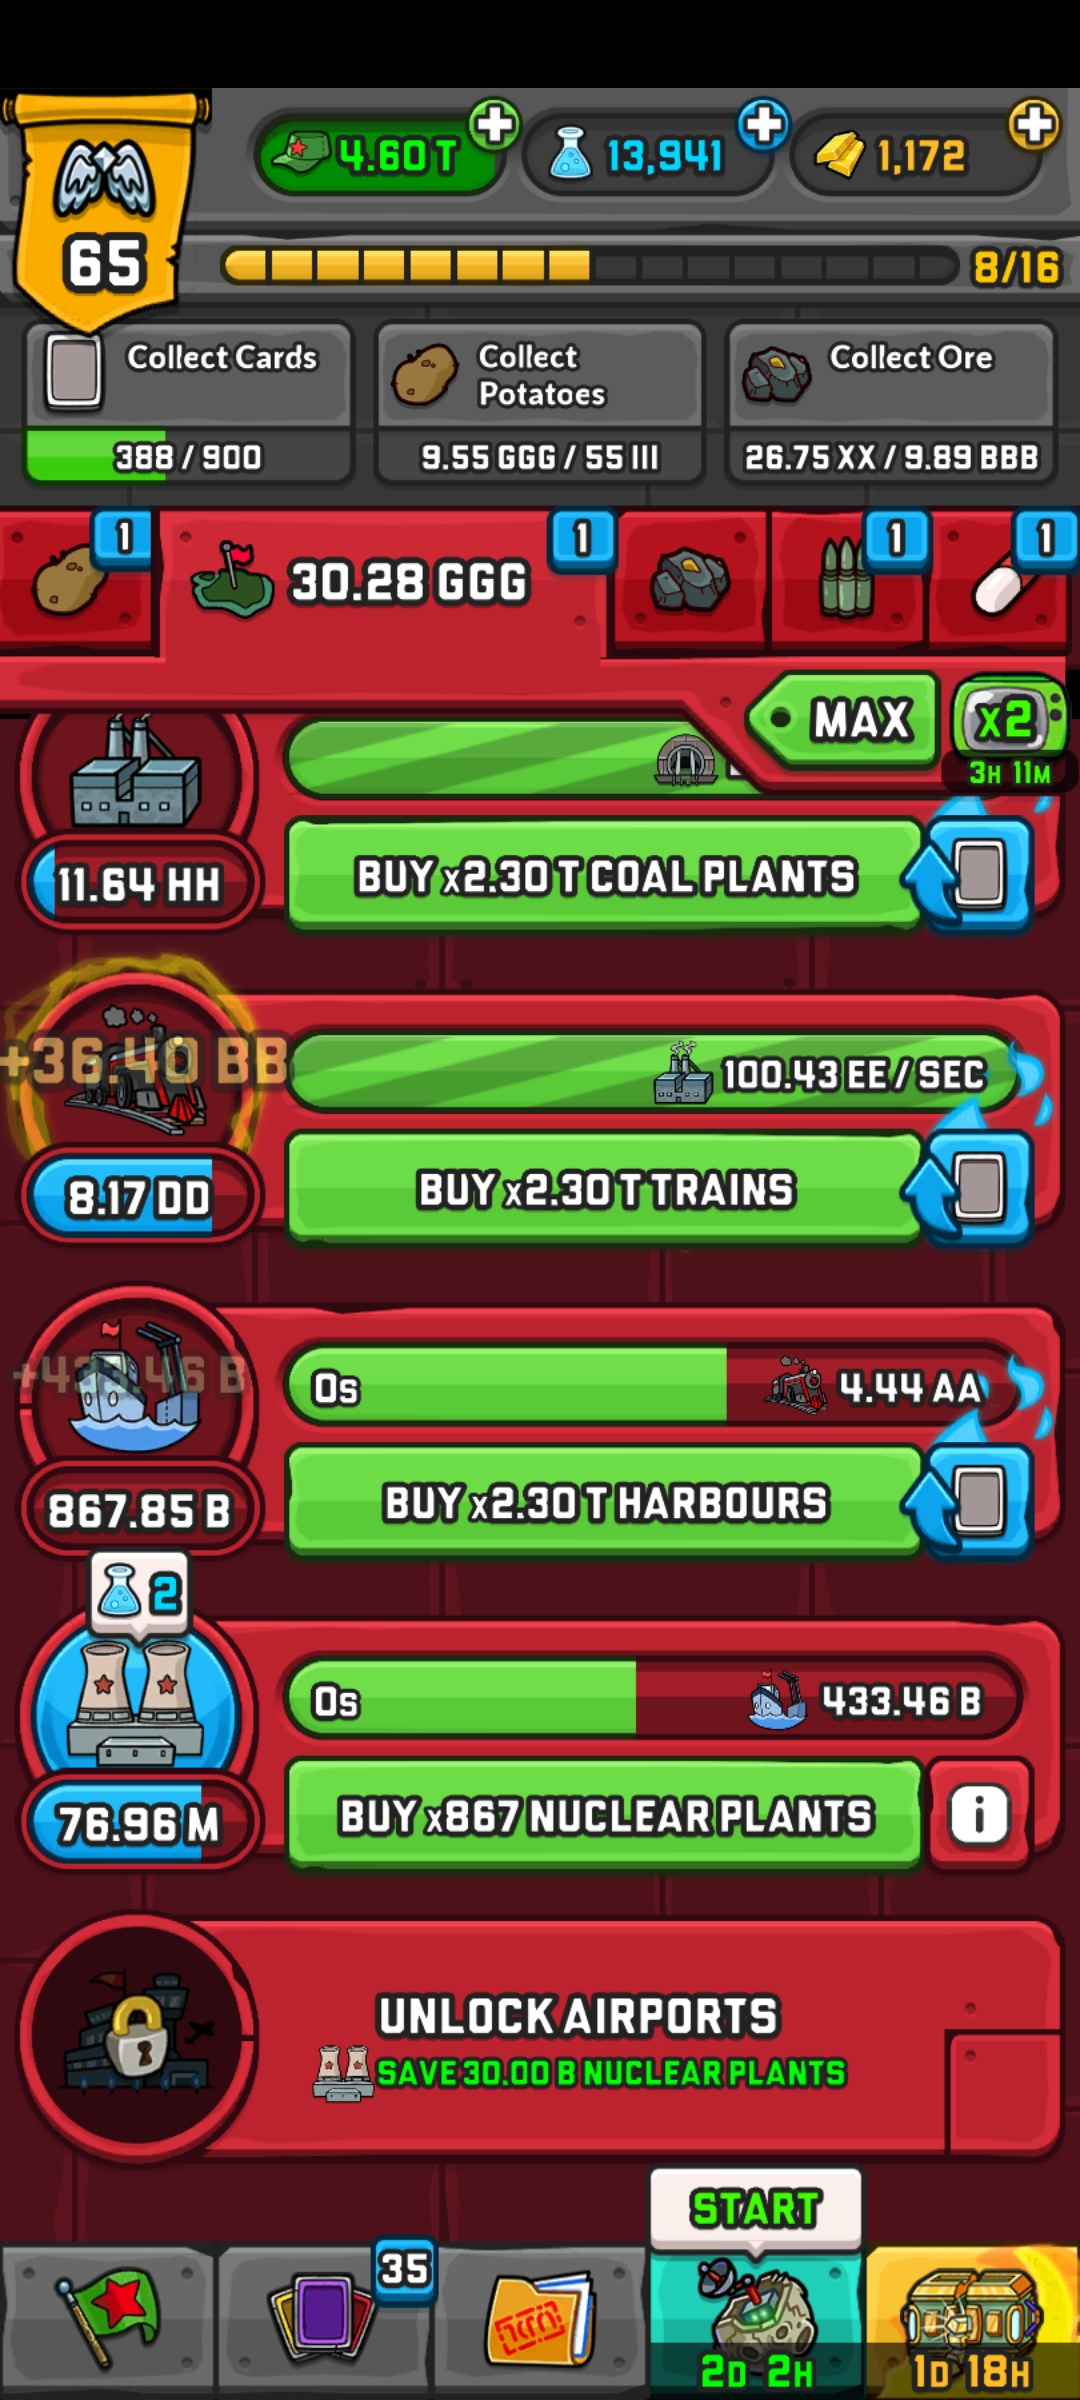 4.60 T
13,941
1,172
65
8/16
Collect Cards
388 / 900
Collect
Potatoes
9.55 GGG / 55 III
Collect Ore
26.75 XX / 9.89 BBB
1
30.28 GGG
1
1
1
MAX
x2
3H 11M
11.64 HH
BUY x2.30 T COAL PLANTS
+36.40 BB
100.43 EE / SEC
8.17 DD
BUY x2.30 T TRAINS
+433.46 B
0s
4.44 AA
867.85 B
BUY x2.30 T HARBOURS
2
0s
433.46 B
76.96 M
BUY x867 NUCLEAR PLANTS
i
UNLOCK AIRPORTS
SAVE 30.00 B NUCLEAR PLANTS
START
35
2D 2H
1D 18H